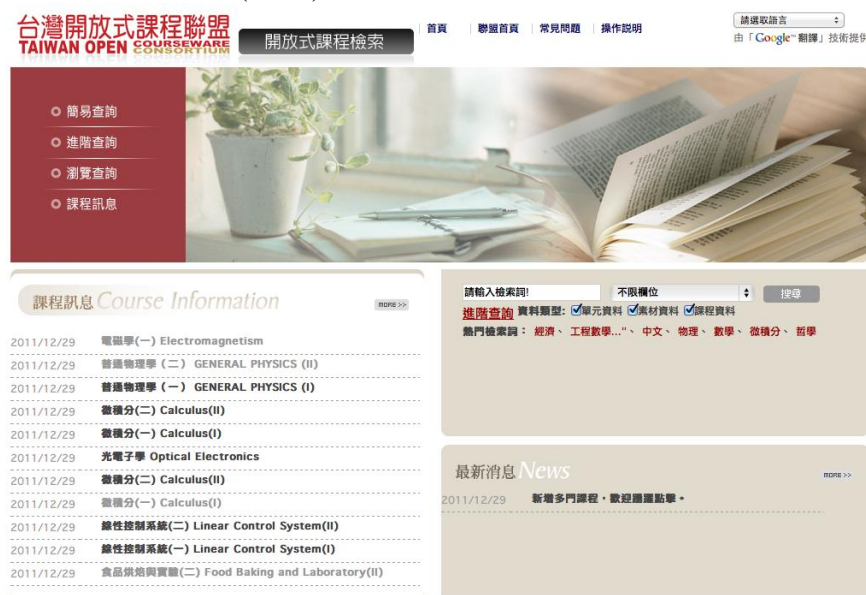 台灣開放式課程聯盟
TAIWAN OPEN COURSEWARE CONSORTIUM
開放式課程檢索
首頁 聯盟首頁 常見問題 操作說明
請選取語言
由「Google™ 翻譯」技術提供
簡易查詢
進階查詢
瀏覽查詢
課程訊息
課程訊息 Course Information
MORE >>
2011/12/29 電磁學(一) Electromagnetism
2011/12/29 普通物理學(二) GENERAL PHYSICS (II)
2011/12/29 普通物理學(一) GENERAL PHYSICS (I)
2011/12/29 微積分(二) Calculus(II)
2011/12/29 微積分(一) Calculus(I)
2011/12/29 光電子學 Optical Electronics
2011/12/29 微積分(二) Calculus(II)
2011/12/29 微積分(一) Calculus(I)
2011/12/29 線性控制系統(二) Linear Control System(II)
2011/12/29 線性控制系統(一) Linear Control System(I)
2011/12/29 食品烘焙與實驗(二) Food Baking and Laboratory(II)
請輸入檢索詞! 不限欄位 搜尋
進階查詢 資料類型: 單元資料 素材資料 課程資料
熱門檢索詞: 經濟、 工程數學..."、 中文、 物理、 數學、 微積分、 哲學
最新消息 News
MORE >>
2011/12/29 新增多門課程,歡迎踴躍點擊。